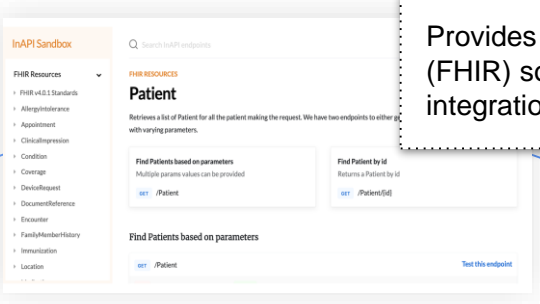 InAPI Sandbox
Search InAPI endpoints
FHIR Resources
FHIR v4.0.1 Standards
AllergyIntolerance
Appointment
ClinicalImpression
Condition
Coverage
DeviceRequest
DocumentReference
Encounter
FamilyMemberHistory
Immunization
Location
FHIR RESOURCES
Patient
Retrieves a list of Patient for all the patient making the request. We have two endpoints to either
with varying parameters.
Find Patients based on parameters
Multiple params values can be provided
GET /Patient
Find Patient by id
Returns a Patient by id
GET /Patient/{id}
Find Patients based on parameters
GET /Patient
Test this endpoint
Provides
(FHIR)